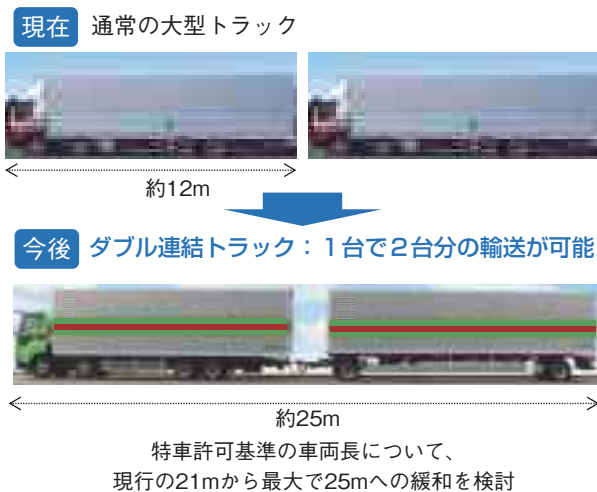 現在 通常の大型トラック
約12m
今後 ダブル連結トラック：1台で2台分の輸送が可能
約25m
特車許可基準の車両長について、
現行の21mから最大で25mへの緩和を検討